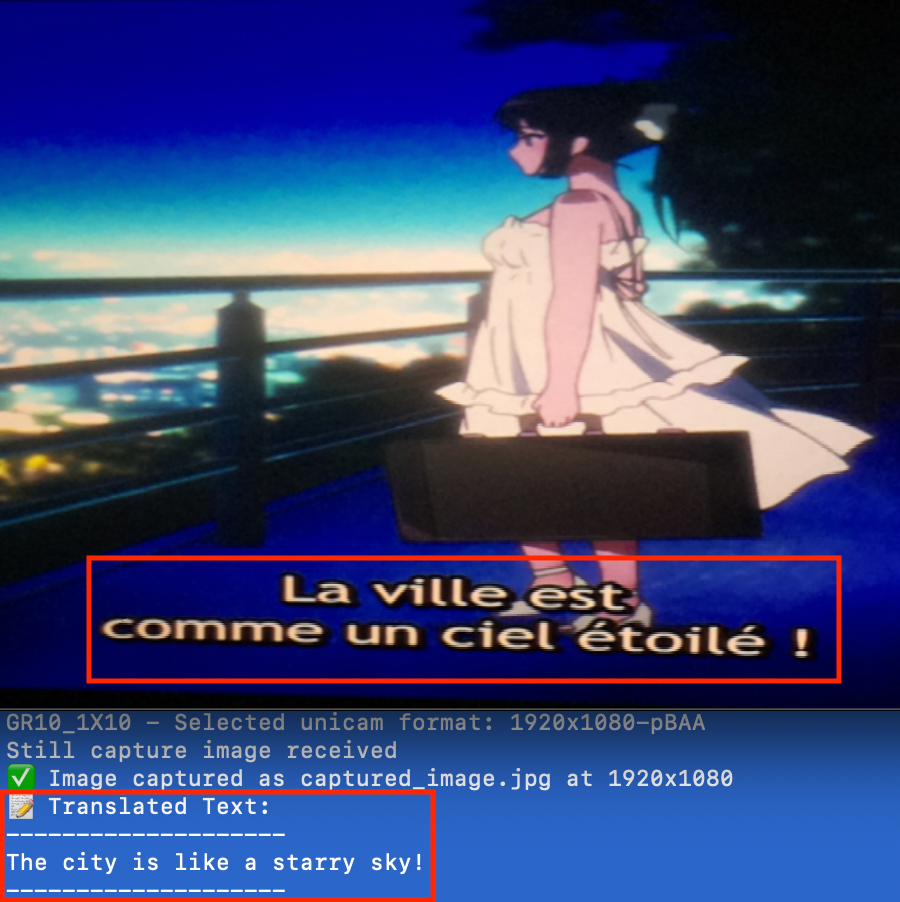 La ville est
comme un ciel étoilé !
GR10_1X10 - Selected unicam format: 1920x1080-pBAA
Still capture image received
✅ Image captured as captured_image.jpg at 1920x1080
📝 Translated Text:
---------------------
The city is like a starry sky!
---------------------